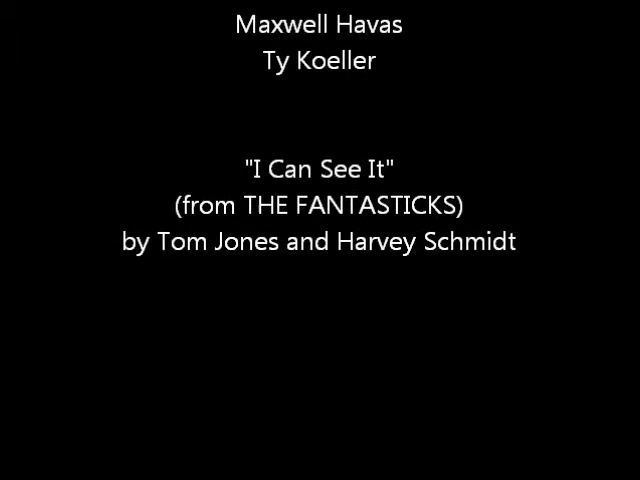 Maxwell Havas
Ty Koeller
"I Can See It"
(from THE FANTASTICKS)
by Tom Jones and Harvey Schmidt